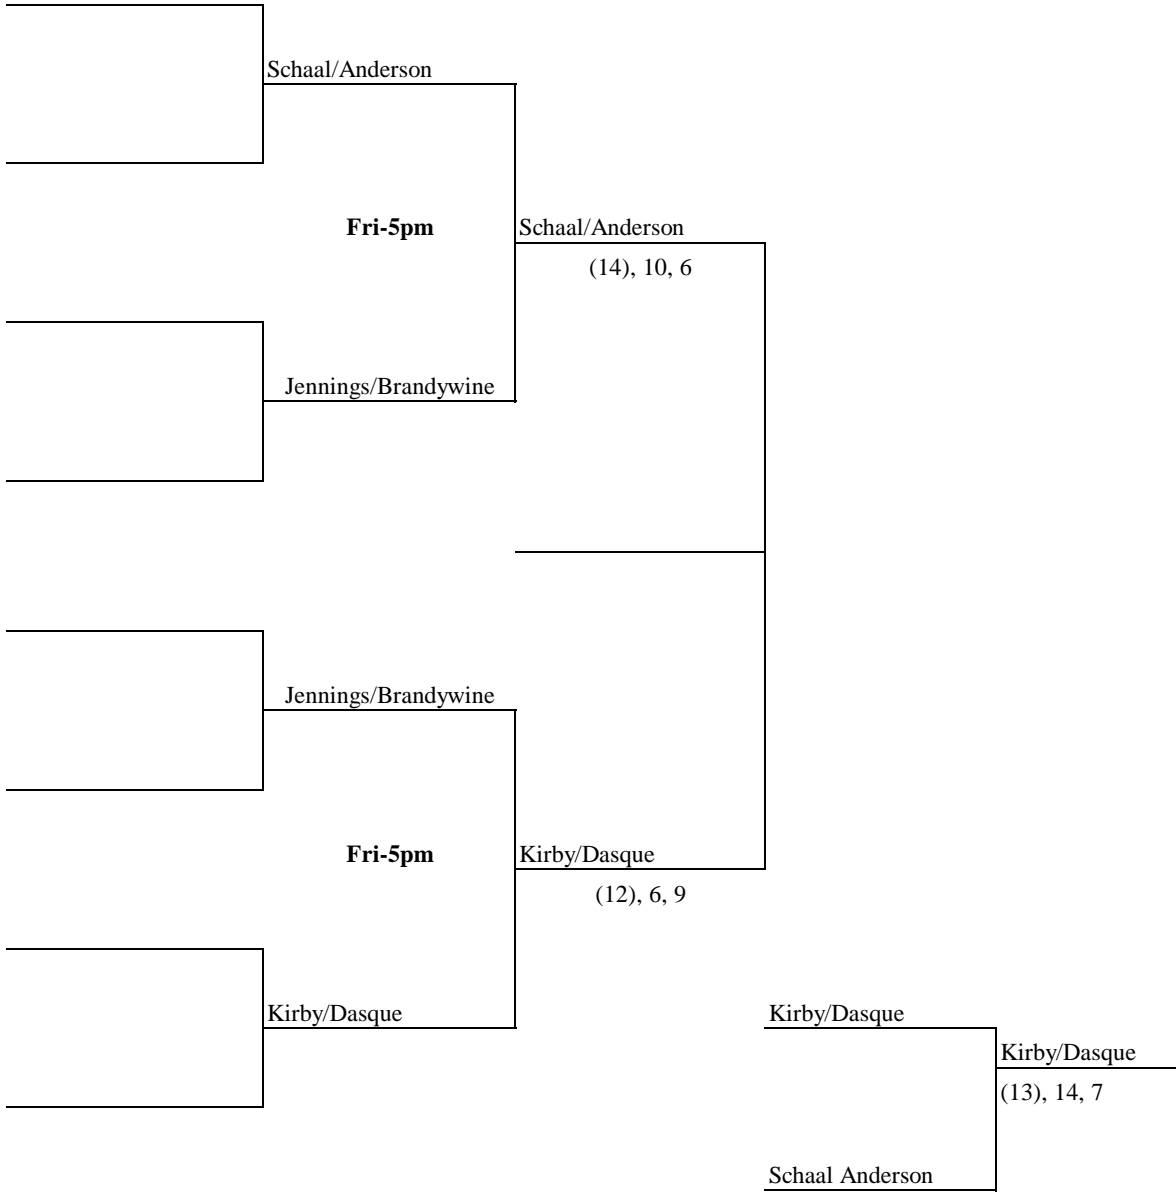 Schaal/Anderson
Fri-5pm
Schaal/Anderson
(14), 10, 6
Jennings/Brandywine
Jennings/Brandywine
Fri-5pm
Kirby/Dasque
(12), 6, 9
Kirby/Dasque
Kirby/Dasque
Kirby/Dasque
(13), 14, 7
Schaal Anderson